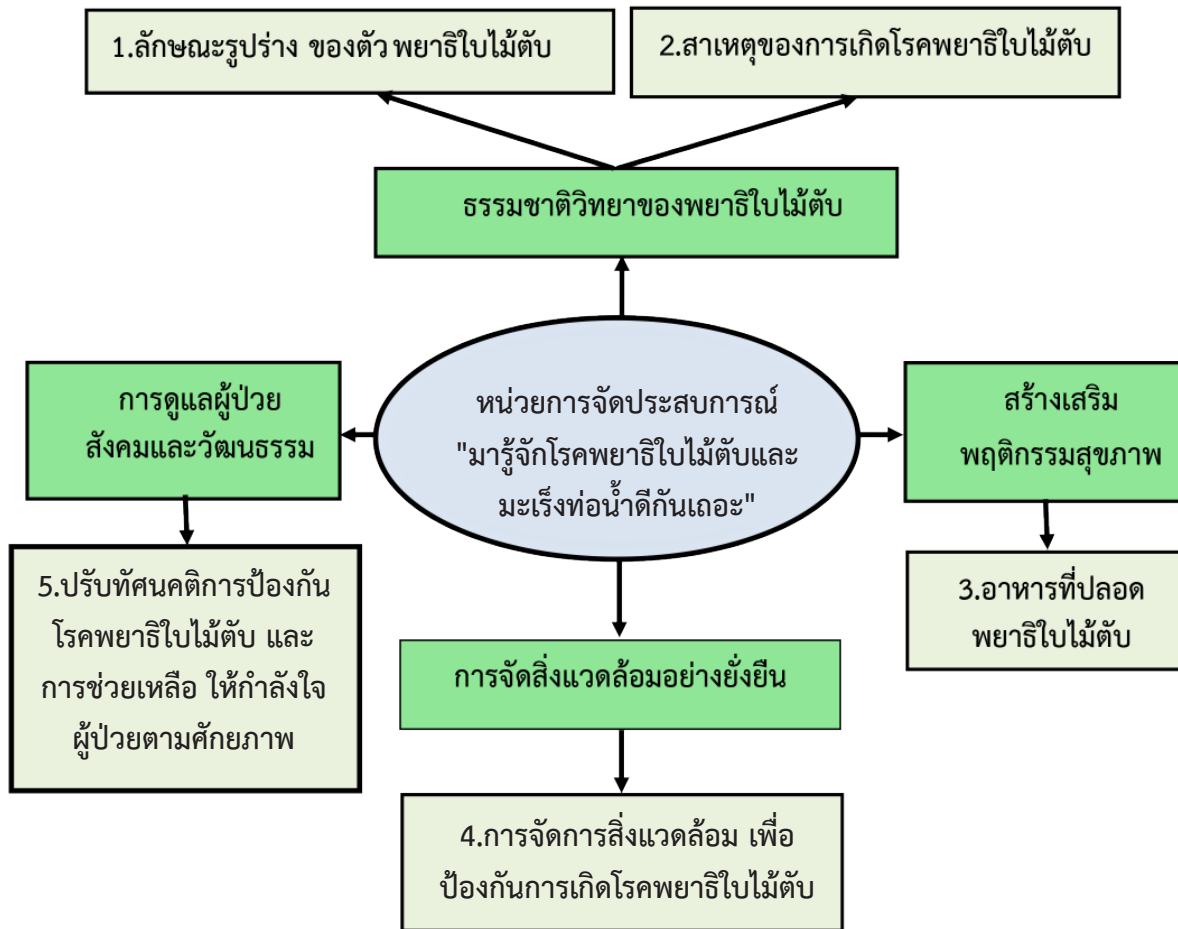 1.ลักษณะรูปร่าง ของตัว พยาธิใบไม้ตับ
2.สาเหตุของการเกิดโรคพยาธิใบไม้ตับ
ธรรมชาติวิทยาของพยาธิใบไม้ตับ
การดูแลผู้ป่วย
สังคมและวัฒนธรรม
หน่วยการจัดประสบการณ์
"มารู้จักโรคพยาธิใบไม้ตับและ
มะเร็งท่อน้ำดีกันเถอะ"
สร้างเสริม
พฤติกรรมสุขภาพ
5.ปรับทัศนคติการป้องกัน
โรคพยาธิใบไม้ตับ และ
การช่วยเหลือ ให้กำลังใจ
ผู้ป่วยตามศักยภาพ
3.อาหารที่ปลอด
พยาธิใบไม้ตับ
การจัดสิ่งแวดล้อมอย่างยั่งยืน
4.การจัดการสิ่งแวดล้อม เพื่อ
ป้องกันการเกิดโรคพยาธิใบไม้ตับ